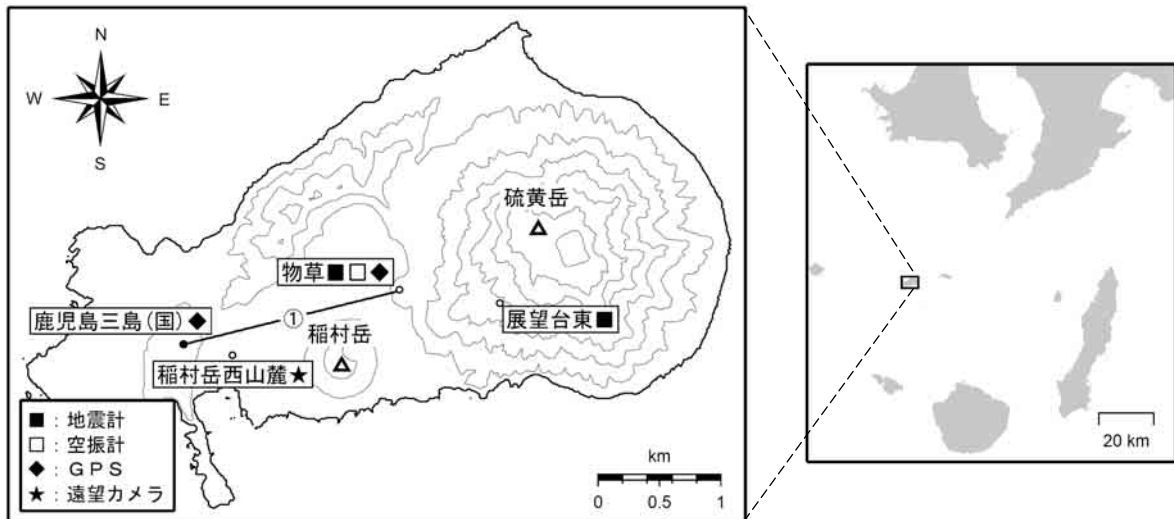 N
W E
S
硫黄岳
物草■□◆
鹿児島三島(国)◆
①
展望台東■
稲村岳
稲村岳西山麓★
■:地震計
□:空振計
◆:GPS
★:遠望カメラ
km
0 0.5 1
20 km